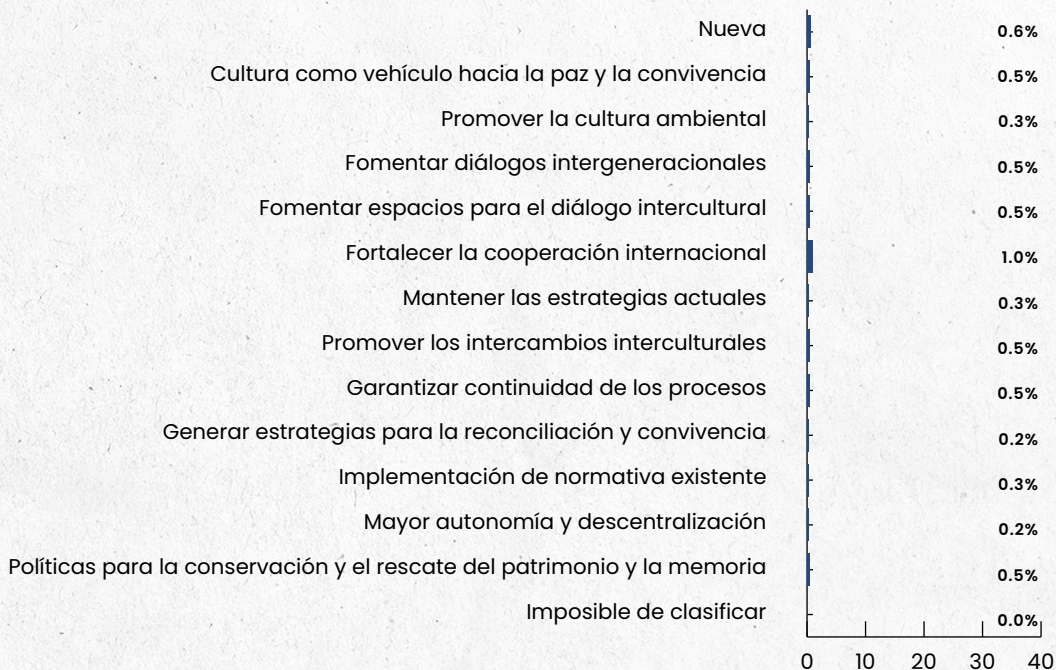 Nueva 0.6%
Cultura como vehículo hacia la paz y la convivencia 0.5%
Promover la cultura ambiental 0.3%
Fomentar diálogos intergeneracionales 0.5%
Fomentar espacios para el diálogo intercultural 0.5%
Fortalecer la cooperación internacional 1.0%
Mantener las estrategias actuales 0.3%
Promover los intercambios interculturales 0.5%
Garantizar continuidad de los procesos 0.5%
Generar estrategias para la reconciliación y convivencia 0.2%
Implementación de normativa existente 0.3%
Mayor autonomía y descentralización 0.2%
Políticas para la conservación y el rescate del patrimonio y la memoria 0.5%
Imposible de clasificar 0.0%
0 10 20 30 40